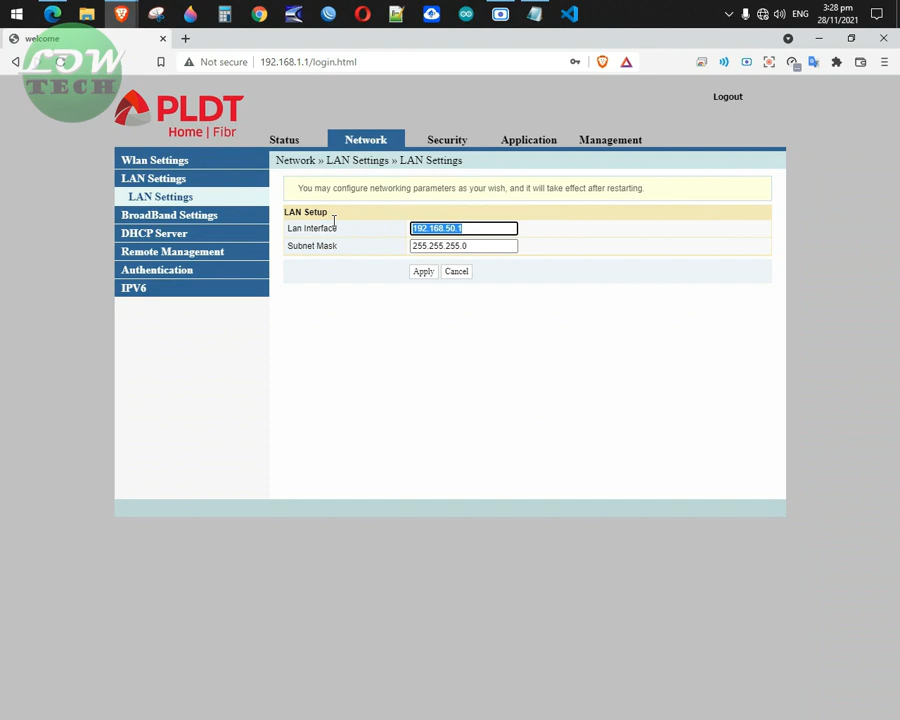 3:28 pm
ENG
28/11/2021
welcome
Not secure
192.168.1.1/login.html
LOW
TECH
PLDT
Home | Fibr
Logout
Status
Network
Security
Application
Management
Wlan Settings
LAN Settings
LAN Settings
BroadBand Settings
DHCP Server
Remote Management
Authentication
IPV6
Network » LAN Settings » LAN Settings
You may configure networking parameters as your wish, and it will take effect after restarting.
LAN Setup
Lan Interface 192.168.50.1
Subnet Mask 255.255.255.0
Apply Cancel